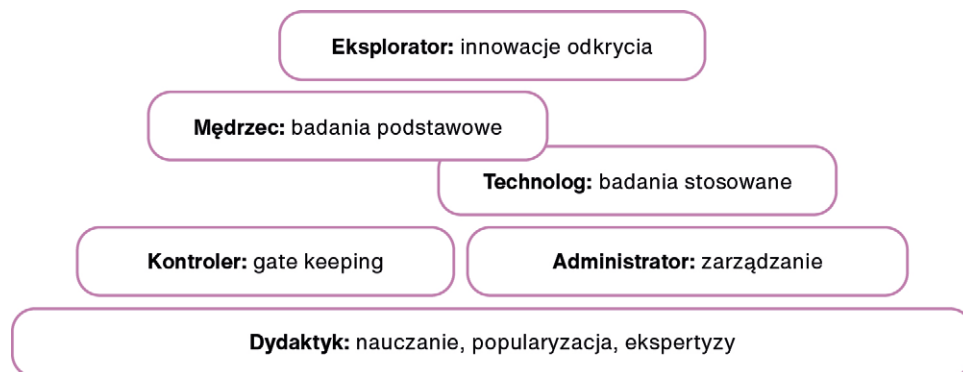 Eksplorator: innowacje odkrycia
Mędrzec: badania podstawowe
Technolog: badania stosowane
Kontroler: gate keeping
Administrator: zarządzanie
Dydaktyk: nauczanie, popularyzacja, ekspertyzy